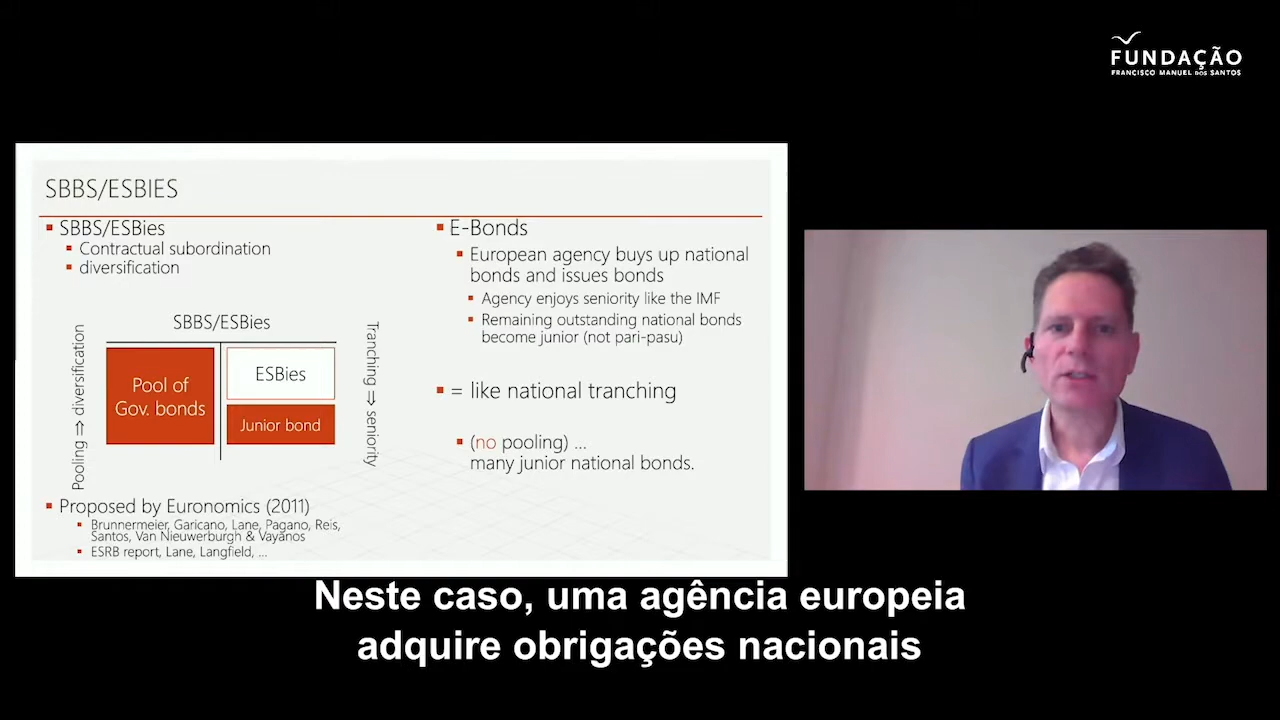 FUNDAÇÃO
FRANCISCO MANUEL DOS SANTOS
SBBS/ESBIES
SBBS/ESBies
Contractual subordination
diversification
SBBS/ESBies
Pooling ⇒ diversification
Pool of
Gov. bonds
ESBies
Junior bond
Tranching ⇒ seniority
Proposed by Euronomics (2011)
Brunnermeier, Garicano, Lane, Pagano, Reis,
Santos, Van Nieuwerburgh & Vayanos
ESRB report, Lane, Langfield, ...
E-Bonds
European agency buys up national
bonds and issues bonds
Agency enjoys seniority like the IMF
Remaining outstanding national bonds
become junior (not pari-pasu)
= like national tranching
(no pooling) ...
many junior national bonds.
Neste caso, uma agência europeia
adquire obrigações nacionais